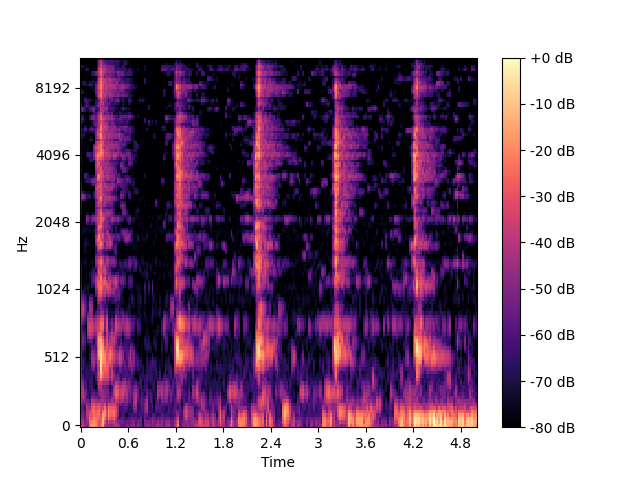 +0 dB
8192
-10 dB
4096
-20 dB
-30 dB
2048
-40 dB
Hz
1024
-50 dB
512
-60 dB
-70 dB
0
-80 dB
0 0.6 1.2 1.8 2.4 3 3.6 4.2 4.8
Time